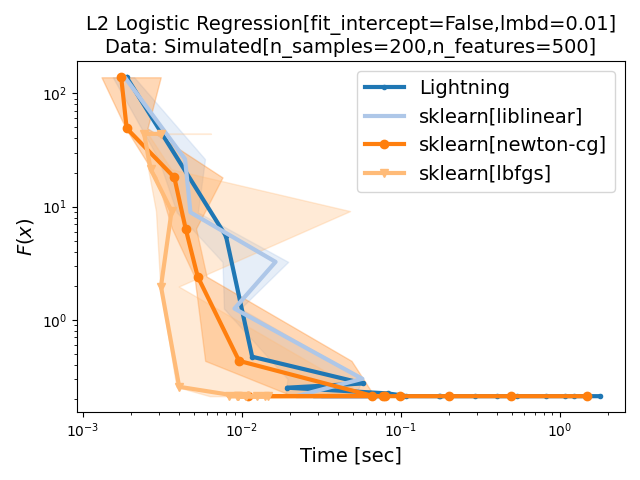 L2 Logistic Regression[fit_intercept=False,lmbd=0.01]
Data: Simulated[n_samples=200,n_features=500]
Lightning
sklearn[liblinear]
sklearn[newton-cg]
sklearn[lbfgs]
F(x)
10²
10¹
10⁰
10⁻³
10⁻²
10⁻¹
10⁰
Time [sec]